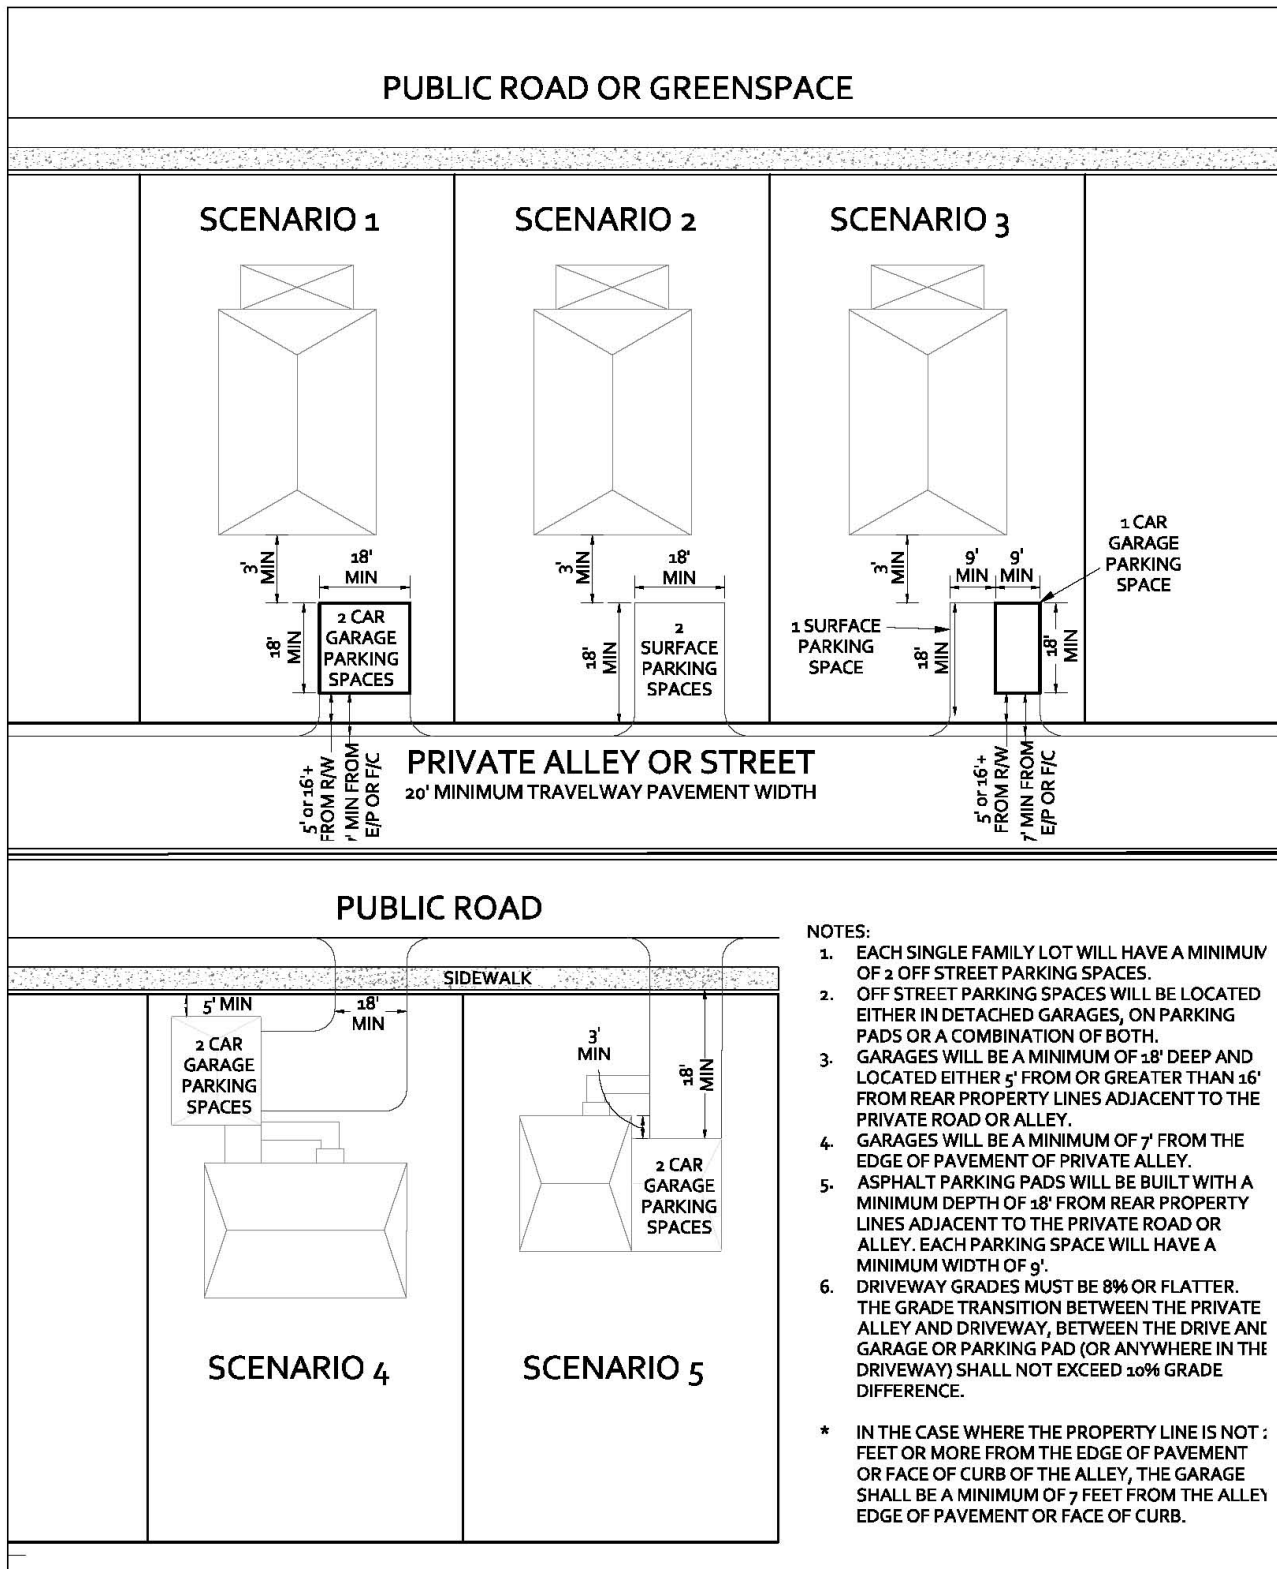 PUBLIC ROAD OR GREENSPACE
SCENARIO 1
SCENARIO 2
SCENARIO 3
3'
MIN
18'
MIN
18'
MIN
2 CAR
GARAGE
PARKING
SPACES
5' or 16'+
FROM R/W
' MIN FROM
E/P OR F/C
3'
MIN
18'
MIN
18'
MIN
2
SURFACE
PARKING
SPACES
3'
MIN
9'
MIN
9'
MIN
1 CAR
GARAGE
PARKING
SPACE
1 SURFACE
PARKING
SPACE
18'
MIN
18'
MIN
5' or 16'+
FROM R/W
7' MIN FROM
E/P OR F/C
PRIVATE ALLEY OR STREET
20' MINIMUM TRAVELWAY PAVEMENT WIDTH
PUBLIC ROAD
SIDEWALK
5' MIN
18'
MIN
2 CAR
GARAGE
PARKING
SPACES
SCENARIO 4
3'
MIN
18'
MIN
2 CAR
GARAGE
PARKING
SPACES
SCENARIO 5
NOTES:
1. EACH SINGLE FAMILY LOT WILL HAVE A MINIMUM
OF 2 OFF STREET PARKING SPACES.
2. OFF STREET PARKING SPACES WILL BE LOCATED
EITHER IN DETACHED GARAGES, ON PARKING
PADS OR A COMBINATION OF BOTH.
3. GARAGES WILL BE A MINIMUM OF 18' DEEP AND
LOCATED EITHER 5' FROM OR GREATER THAN 16'
FROM REAR PROPERTY LINES ADJACENT TO THE
PRIVATE ROAD OR ALLEY.
4. GARAGES WILL BE A MINIMUM OF 7' FROM THE
EDGE OF PAVEMENT OF PRIVATE ALLEY.
5. ASPHALT PARKING PADS WILL BE BUILT WITH A
MINIMUM DEPTH OF 18' FROM REAR PROPERTY
LINES ADJACENT TO THE PRIVATE ROAD OR
ALLEY. EACH PARKING SPACE WILL HAVE A
MINIMUM WIDTH OF 9'.
6. DRIVEWAY GRADES MUST BE 8% OR FLATTER.
THE GRADE TRANSITION BETWEEN THE PRIVATE
ALLEY AND DRIVEWAY, BETWEEN THE DRIVE AND
GARAGE OR PARKING PAD (OR ANYWHERE IN THE
DRIVEWAY) SHALL NOT EXCEED 10% GRADE
DIFFERENCE.
* IN THE CASE WHERE THE PROPERTY LINE IS NOT
FEET OR MORE FROM THE EDGE OF PAVEMENT
OR FACE OF CURB OF THE ALLEY, THE GARAGE
SHALL BE A MINIMUM OF 7 FEET FROM THE ALLEY
EDGE OF PAVEMENT OR FACE OF CURB.